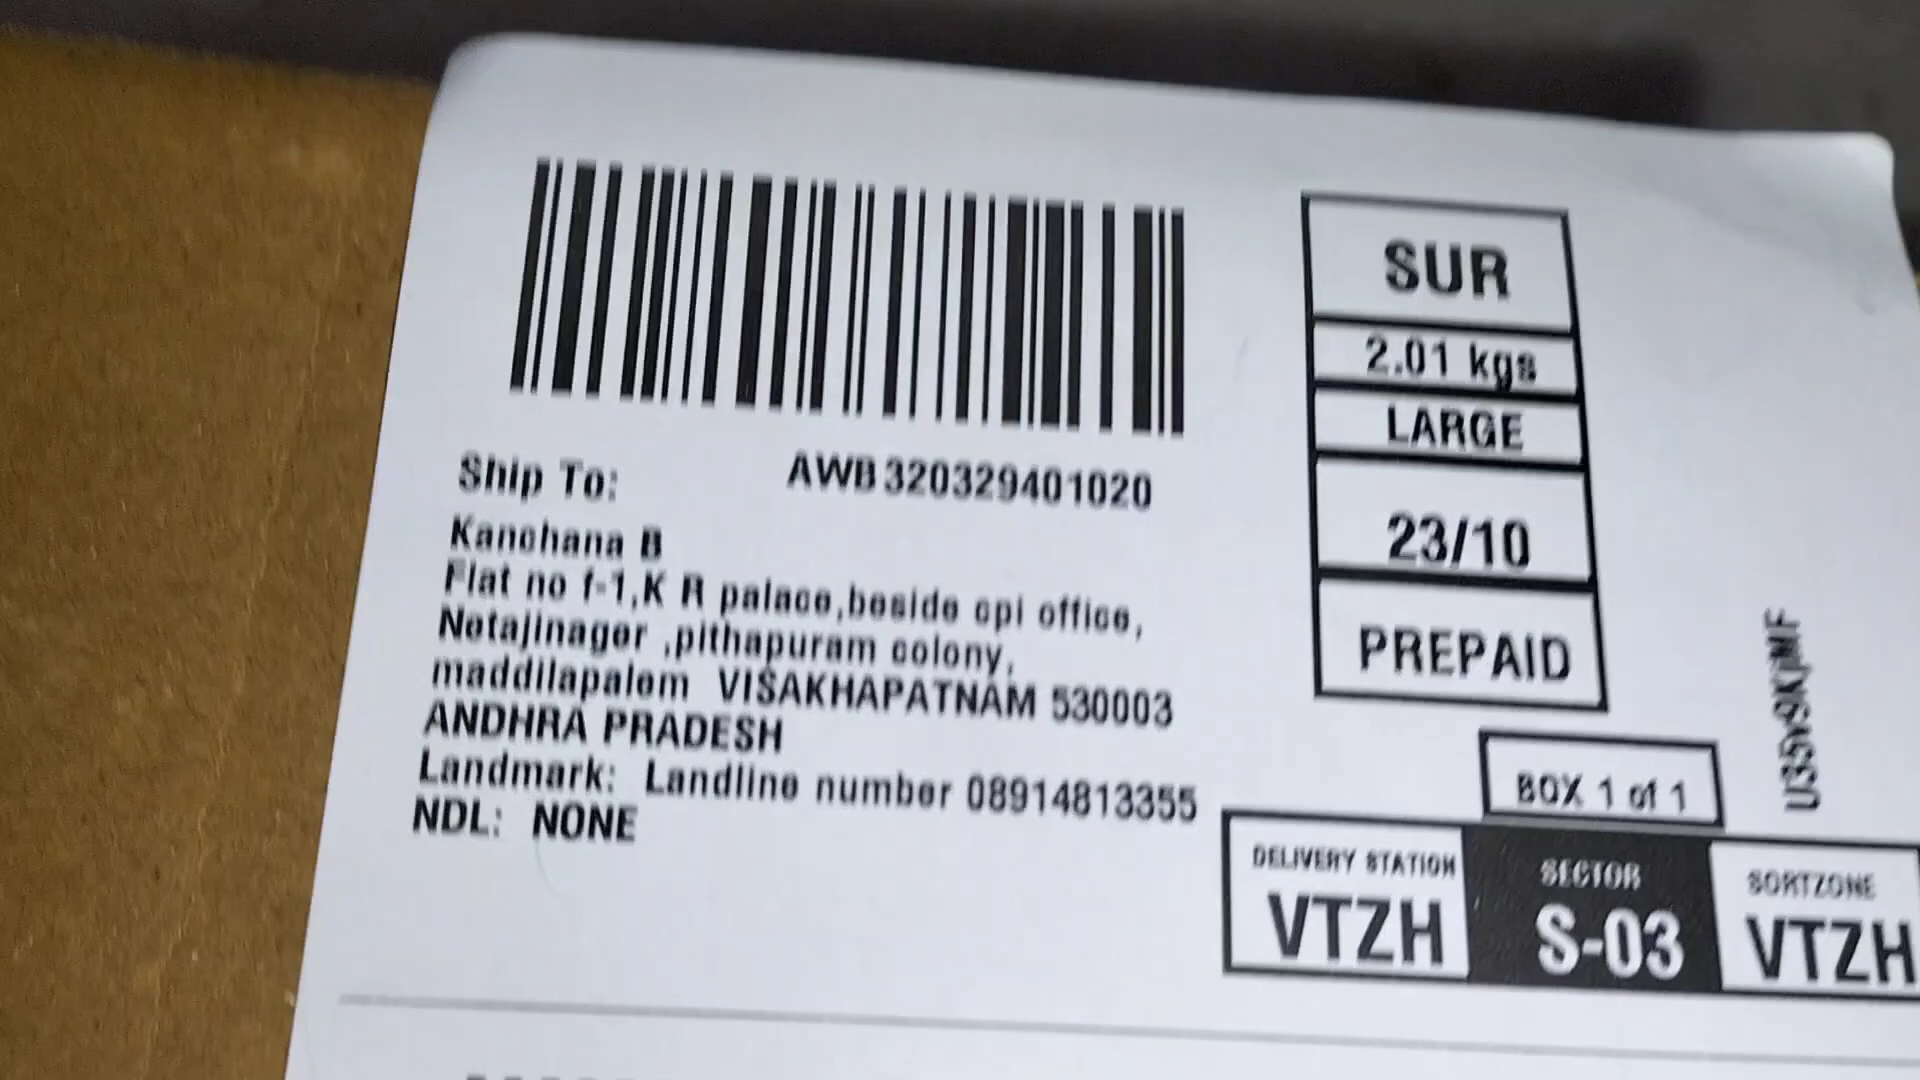 SUR
2.01 kgs
LARGE
23/10
PREPAID
Ship To: AWB 320329401020
Kanchana B
Flat no f-1,K R palace,beside cpi office,
Netajinager ,pithapuram colony,
maddilapalem VISAKHAPATNAM 530003
ANDHRA PRADESH
Landmark: Landline number 08914813355
NDL: NONE
BOX 1 of 1
DELIVERY STATION
VTZH
SECTOR
S-03
SORTZONE
VTZH